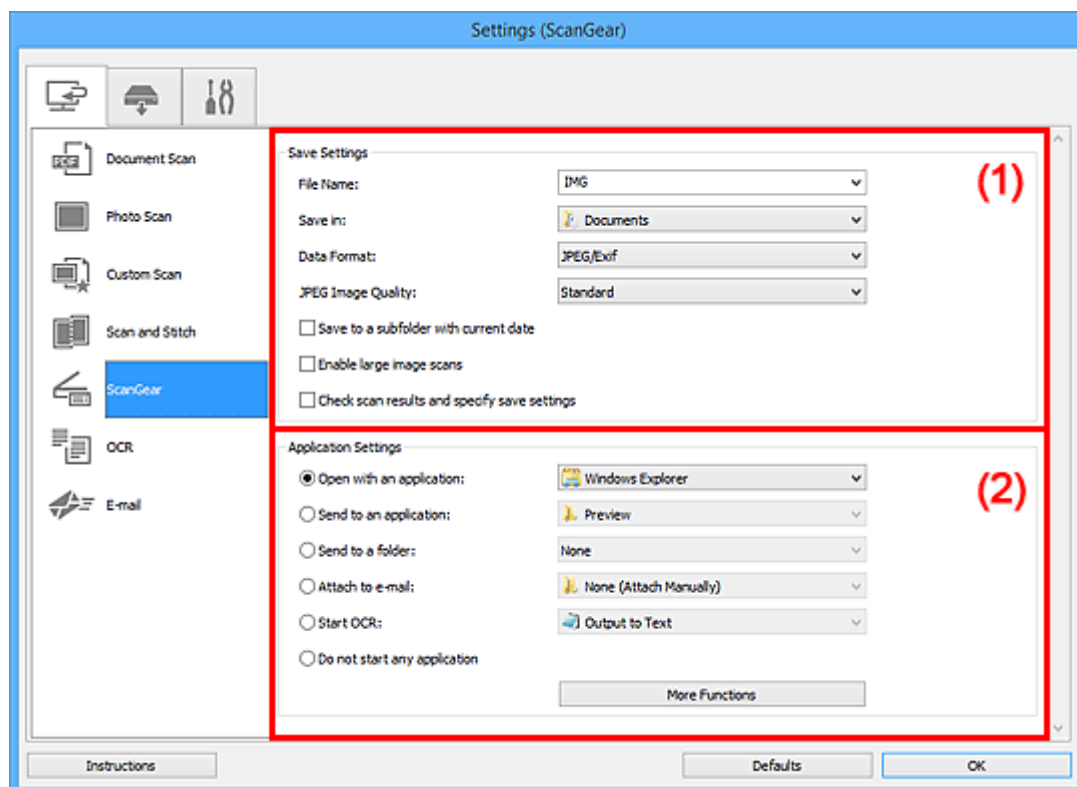 Settings (ScanGear)
PDF
Document Scan
Photo Scan
Custom Scan
Scan and Stitch
ScanGear
OCR
E-mail
Save Settings
(1)
File Name: IMG
Save in: Documents
Data Format: JPEG/Exif
JPEG Image Quality: Standard
Save to a subfolder with current date
Enable large image scans
Check scan results and specify save settings
Application Settings
(2)
Open with an application: Windows Explorer
Send to an application: Preview
Send to a folder: None
Attach to e-mail: None (Attach Manually)
Start OCR: Output to Text
Do not start any application
More Functions
Instructions
Defaults
OK